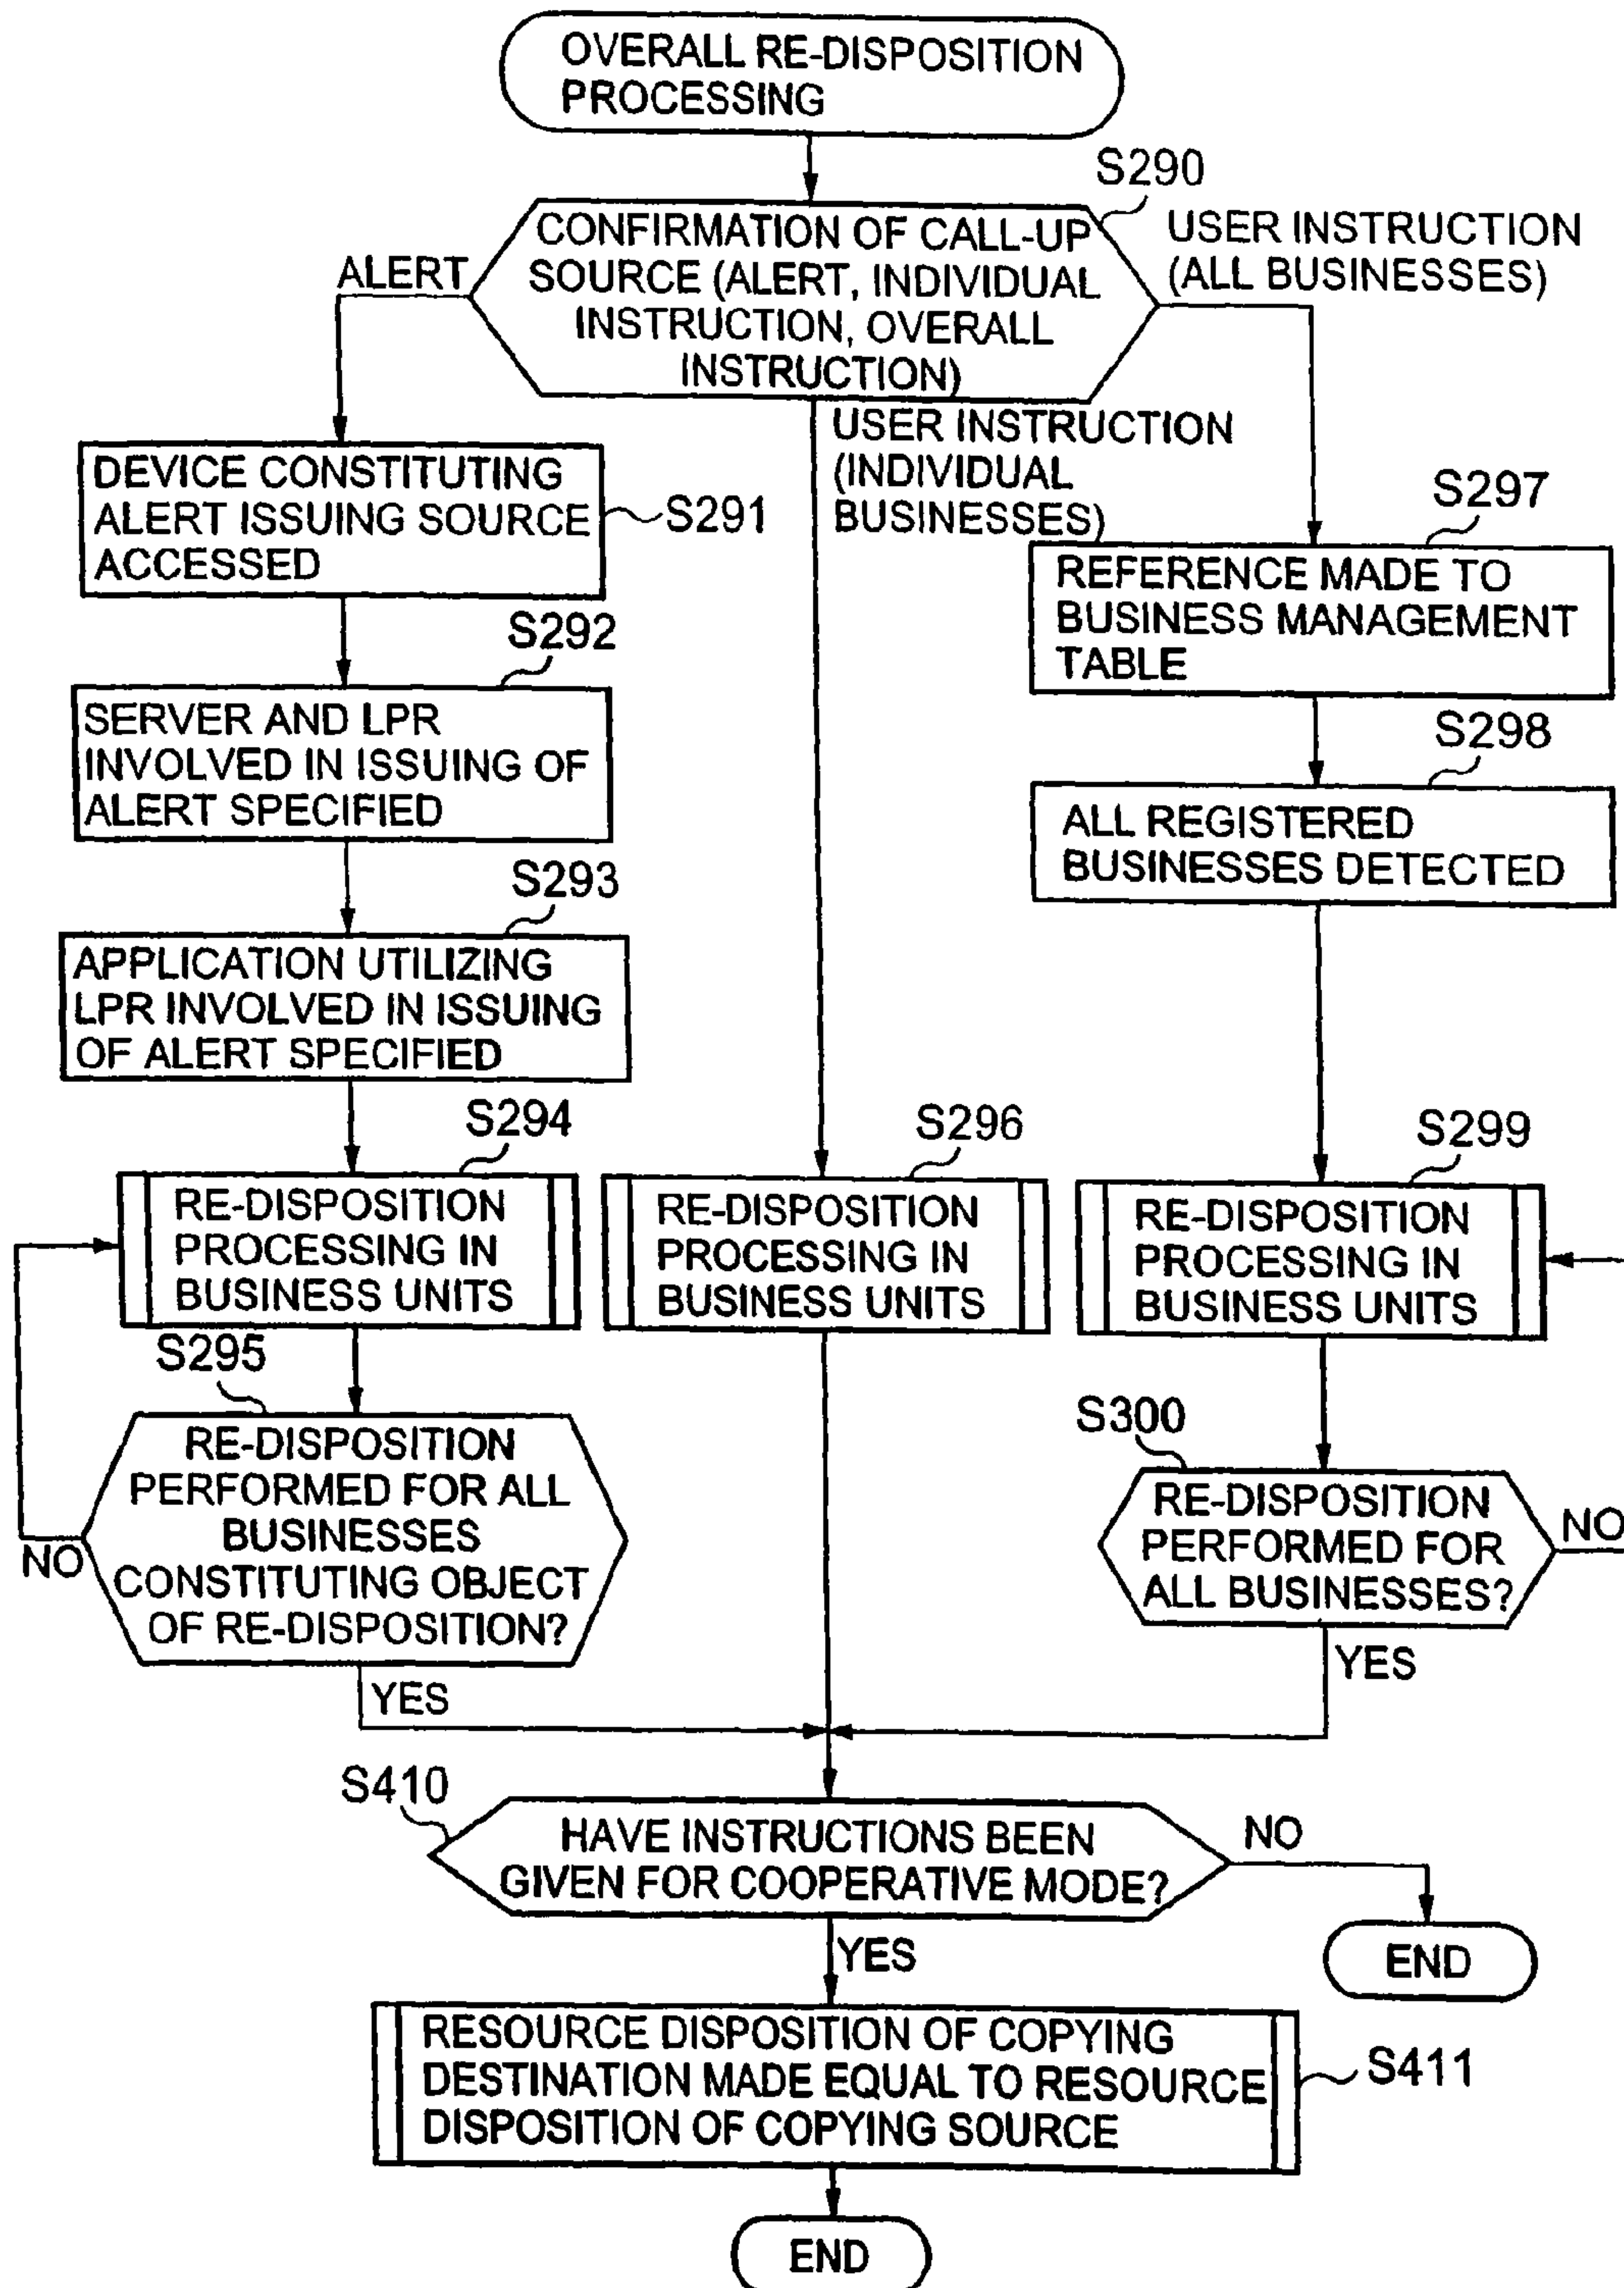 OVERALL RE-DISPOSITION
PROCESSING
S290
CONFIRMATION OF CALL-UP
SOURCE (ALERT, INDIVIDUAL
INSTRUCTION, OVERALL
INSTRUCTION)
ALERT
USER INSTRUCTION
(ALL BUSINESSES)
USER INSTRUCTION
(INDIVIDUAL
BUSINESSES)
DEVICE CONSTITUTING
ALERT ISSUING SOURCE
ACCESSED
S291
S292
SERVER AND LPR
INVOLVED IN ISSUING OF
ALERT SPECIFIED
S293
APPLICATION UTILIZING
LPR INVOLVED IN ISSUING
OF ALERT SPECIFIED
S294
RE-DISPOSITION
PROCESSING IN
BUSINESS UNITS
S295
RE-DISPOSITION
PERFORMED FOR ALL
BUSINESSES
CONSTITUTING OBJECT
OF RE-DISPOSITION?
NO
YES
S296
RE-DISPOSITION
PROCESSING IN
BUSINESS UNITS
S297
REFERENCE MADE TO
BUSINESS MANAGEMENT
TABLE
S298
ALL REGISTERED
BUSINESSES DETECTED
S299
RE-DISPOSITION
PROCESSING IN
BUSINESS UNITS
S300
RE-DISPOSITION
PERFORMED FOR
ALL BUSINESSES?
NO
YES
S410
HAVE INSTRUCTIONS BEEN
GIVEN FOR COOPERATIVE MODE?
NO
END
YES
RESOURCE DISPOSITION OF COPYING
DESTINATION MADE EQUAL TO RESOURCE
DISPOSITION OF COPYING SOURCE
S411
END